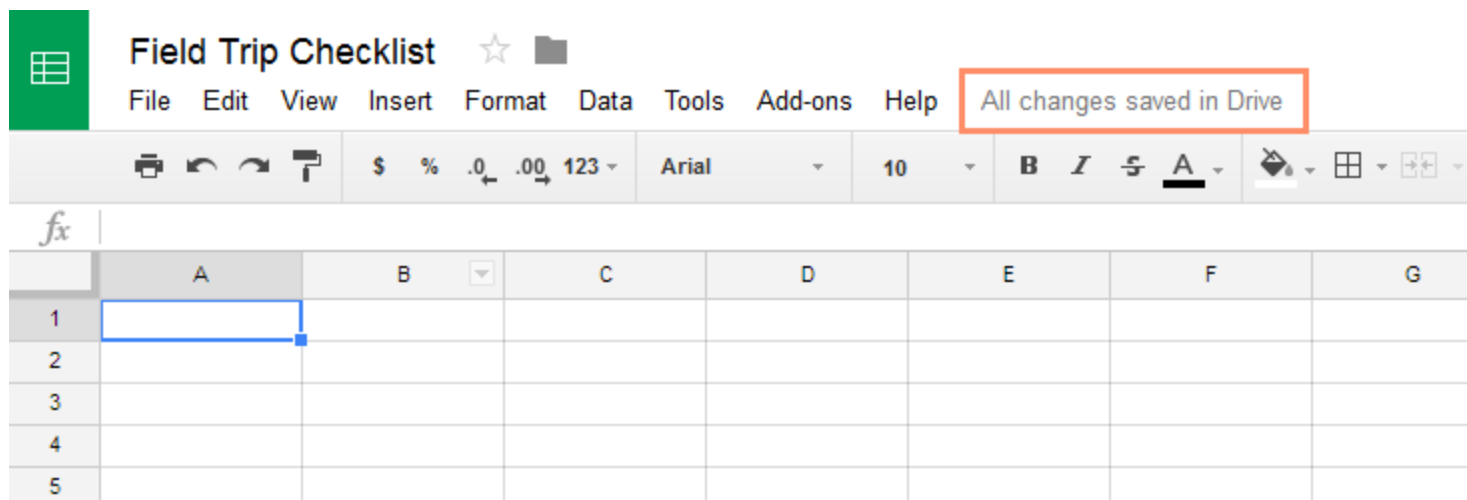 Field Trip Checklist
File Edit View Insert Format Data Tools Add-ons Help All changes saved in Drive
$ % .0 .00 123 Arial 10 B I S A
fx
A B C D E F G
1
2
3
4
5